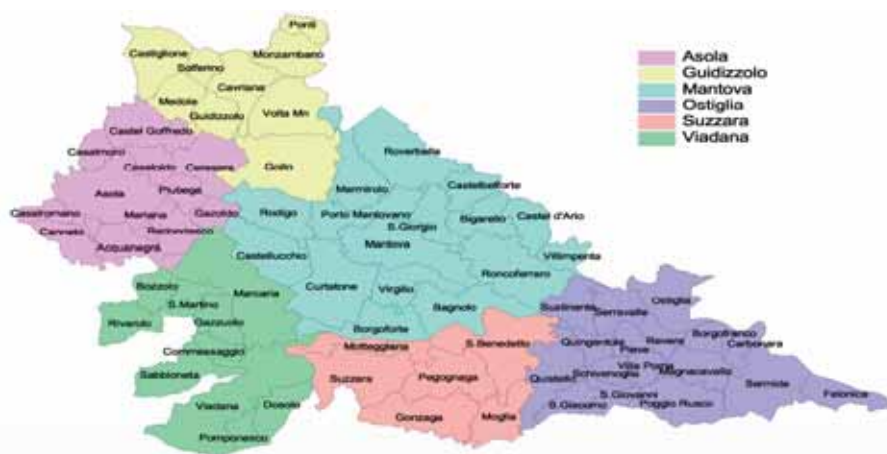 Ponti
Castiglione
Monzambano
Solferino
Cavriana
Medole
Guidizzolo
Volta Mn
Goito
Castel Goffredo
Casalmoro
Casaloldo
Ceresara
Asola
Piubega
Casalromano
Mariana
Gazoldo
Canneto
Redondesco
Acquanegra
Roverbella
Marmirolo
Castelbelforte
Rodigo
Porto Mantovano
S.Giorgio
Bigarello
Castel d'Ario
Mantova
Castellucchio
Villimpenta
Roncoferraro
Curtatone
Virgilio
Bagnolo
Borgoforte
Bozzolo
Marcaria
S.Martino
Rivarolo
Gazzuolo
Commessaggio
Sabbioneta
Viadana
Dosolo
Pomponesco
Motteggiana
S.Benedetto
Suzzara
Pegognaga
Gonzaga
Moglia
Sustinente
Ostiglia
Serravalle
Quingentole
Revere
Borgofranco
Carbonara
Pieve
Villa Poma
Quistello
Schivenoglia
Magnacavallo
Sermide
Felonica
S.Giacomo
S.Giovanni
Poggio Rusco
Asola
Guidizzolo
Mantova
Ostiglia
Suzzara
Viadana